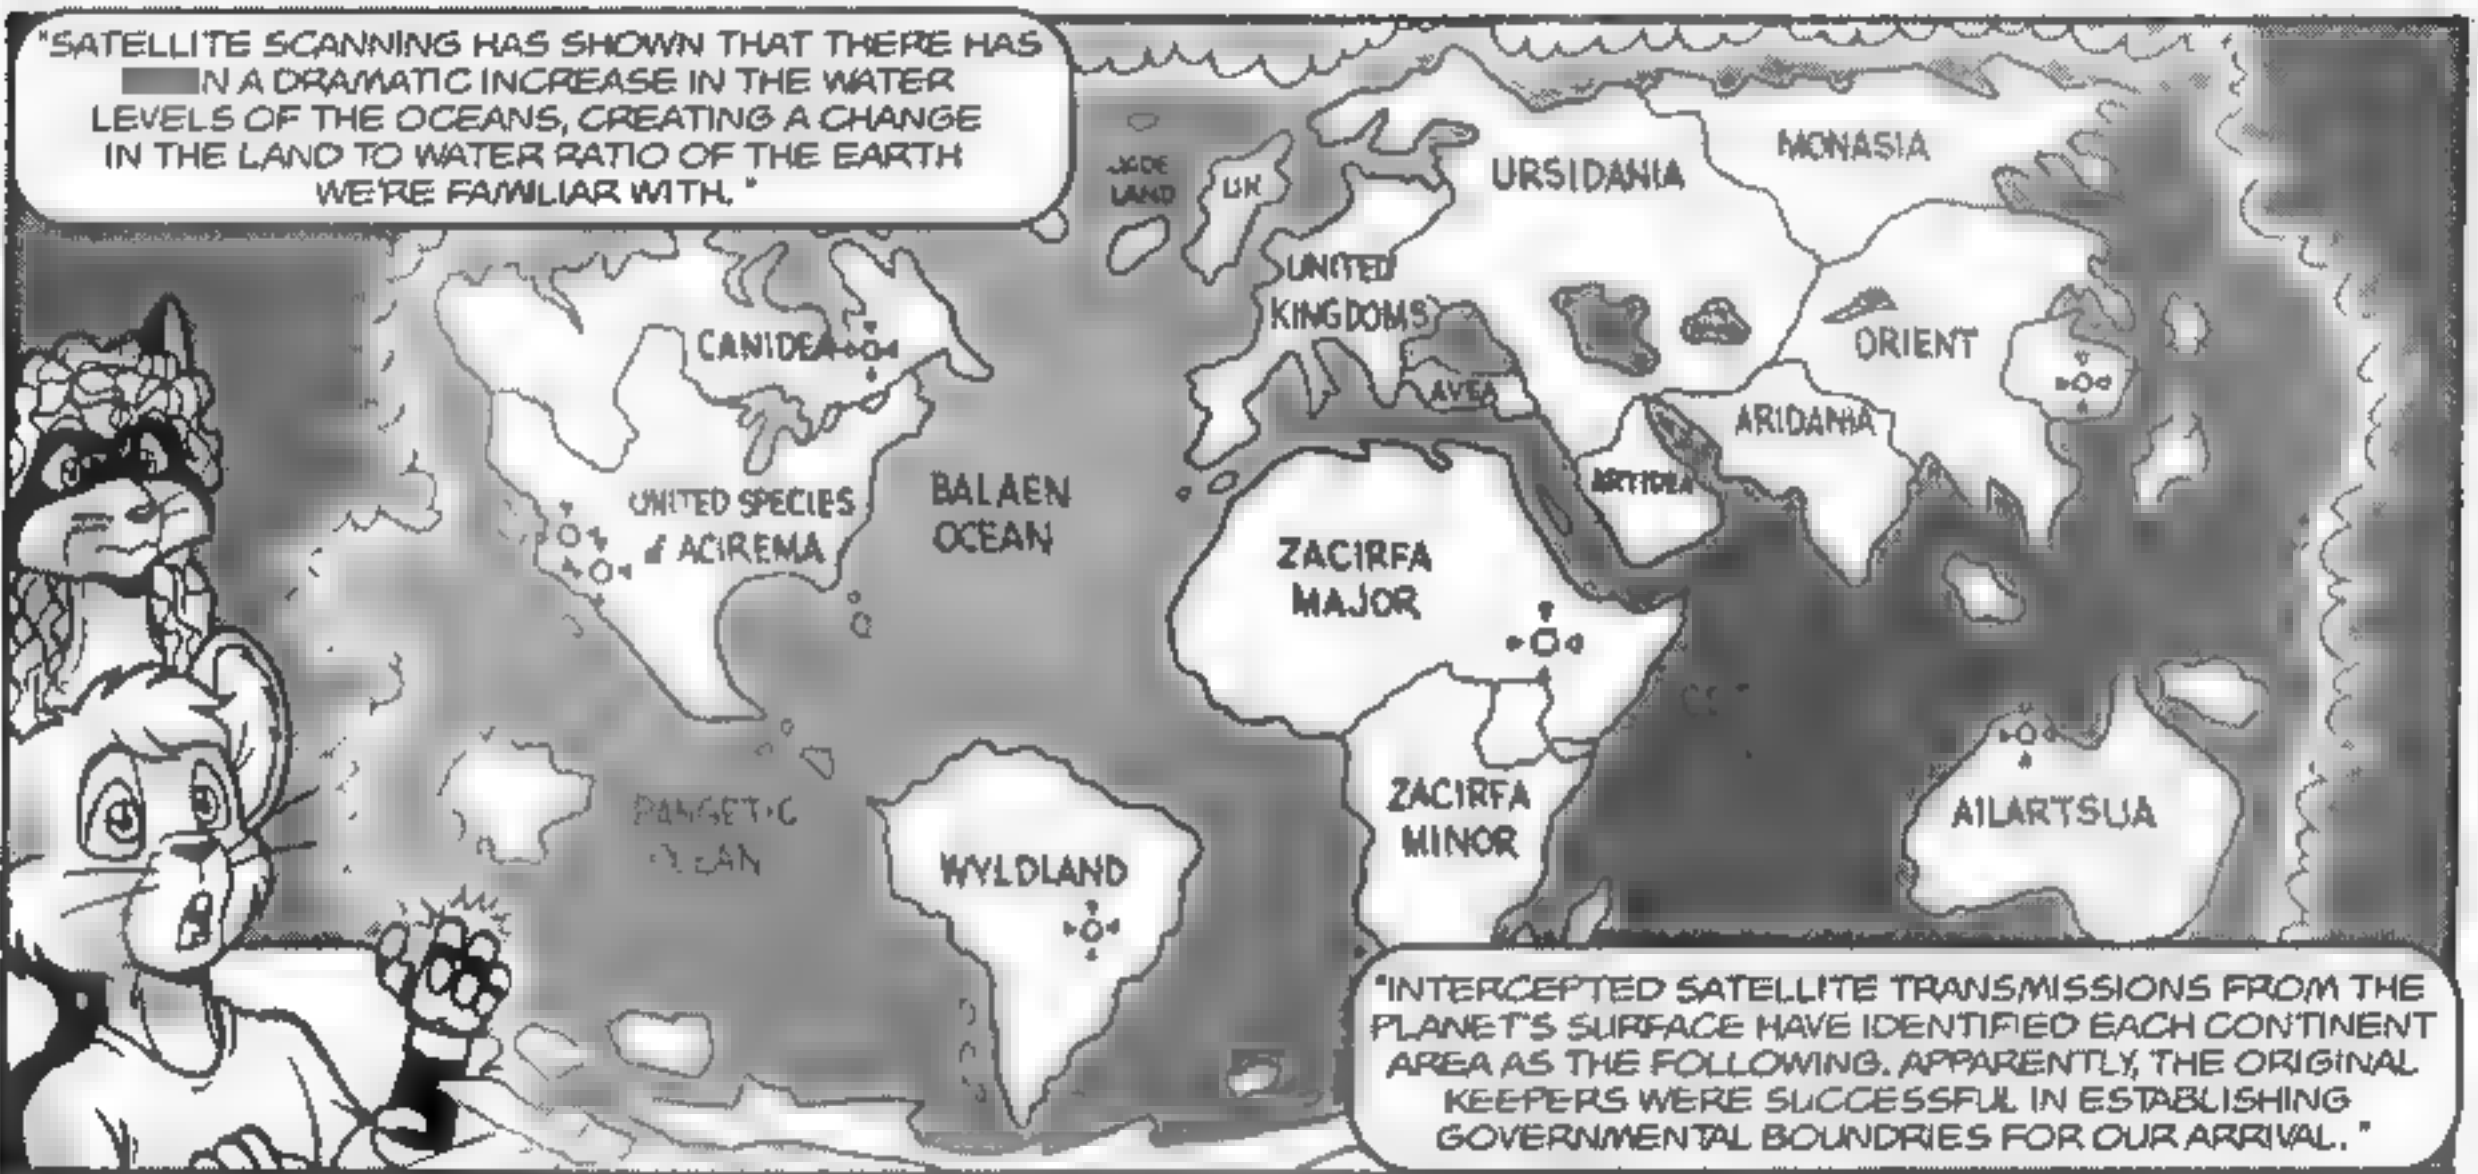 "SATELLITE SCANNING HAS SHOWN THAT THERE HAS
N A DRAMATIC INCREASE IN THE WATER
LEVELS OF THE OCEANS, CREATING A CHANGE
IN THE LAND TO WATER RATIO OF THE EARTH
WE'RE FAMILIAR WITH."
JADE
LAND
UK
URSIDANIA
MONASIA
UNITED
KINGDOMS
CANIDEA
ORIENT
AVEA
ARIDANIA
UNITED SPECIES
of ACIREMA
BALAEN
OCEAN
ZACIRFA
MAJOR
ZACIRFA
MINOR
WYLDLAND
AILARTSUA
"INTERCEPTED SATELLITE TRANSMISSIONS FROM THE
PLANET'S SURFACE HAVE IDENTIFIED EACH CONTINENT
AREA AS THE FOLLOWING. APPARENTLY, THE ORIGINAL
KEEPERS WERE SUCCESSFUL IN ESTABLISHING
GOVERNMENTAL BOUNDRIES FOR OUR ARRIVAL."